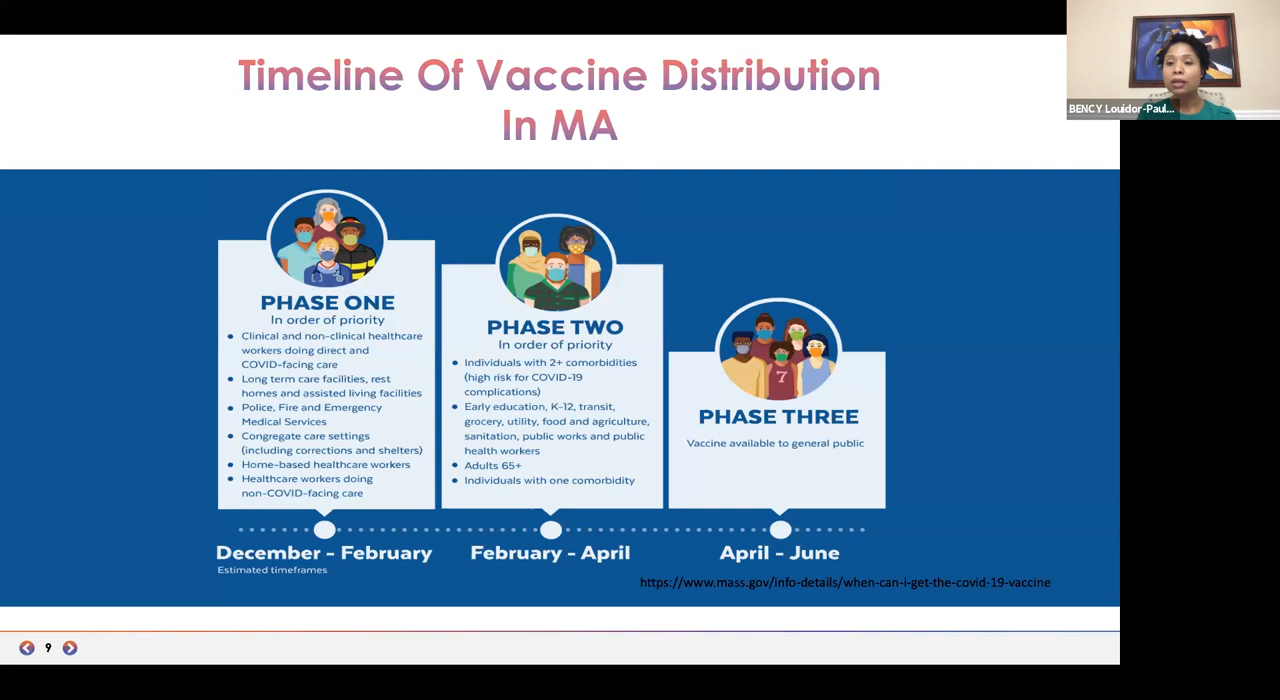 Timeline Of Vaccine Distribution
In MA
BENCY Louidor-Paul...
PHASE ONE
In order of priority
● Clinical and non-clinical healthcare
workers doing direct and
COVID-facing care
● Long term care facilities, rest
homes and assisted living facilities
● Police, Fire and Emergency
Medical Services
● Congregate care settings
(including corrections and shelters)
● Home-based healthcare workers
● Healthcare workers doing
non-COVID-facing care
December - February
Estimated timeframes
PHASE TWO
In order of priority
● Individuals with 2+ comorbidities
(high risk for COVID-19
complications)
● Early education, K-12, transit,
grocery, utility, food and agriculture,
sanitation, public works and public
health workers
● Adults 65+
● Individuals with one comorbidity
February - April
7
PHASE THREE
Vaccine available to general public
April - June
https://www.mass.gov/info-details/when-can-i-get-the-covid-19-vaccine
9